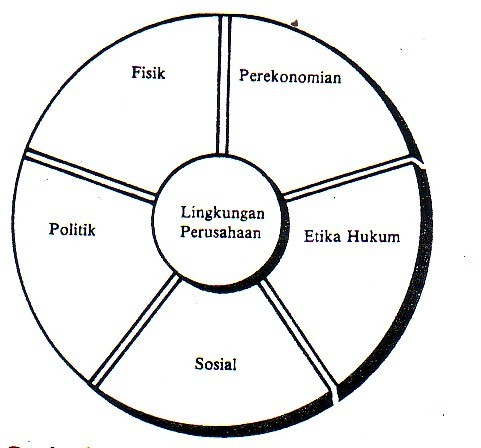 Fisik
Perekonomian
Lingkungan
Perusahaan
Politik
Etika Hukum
Sosial